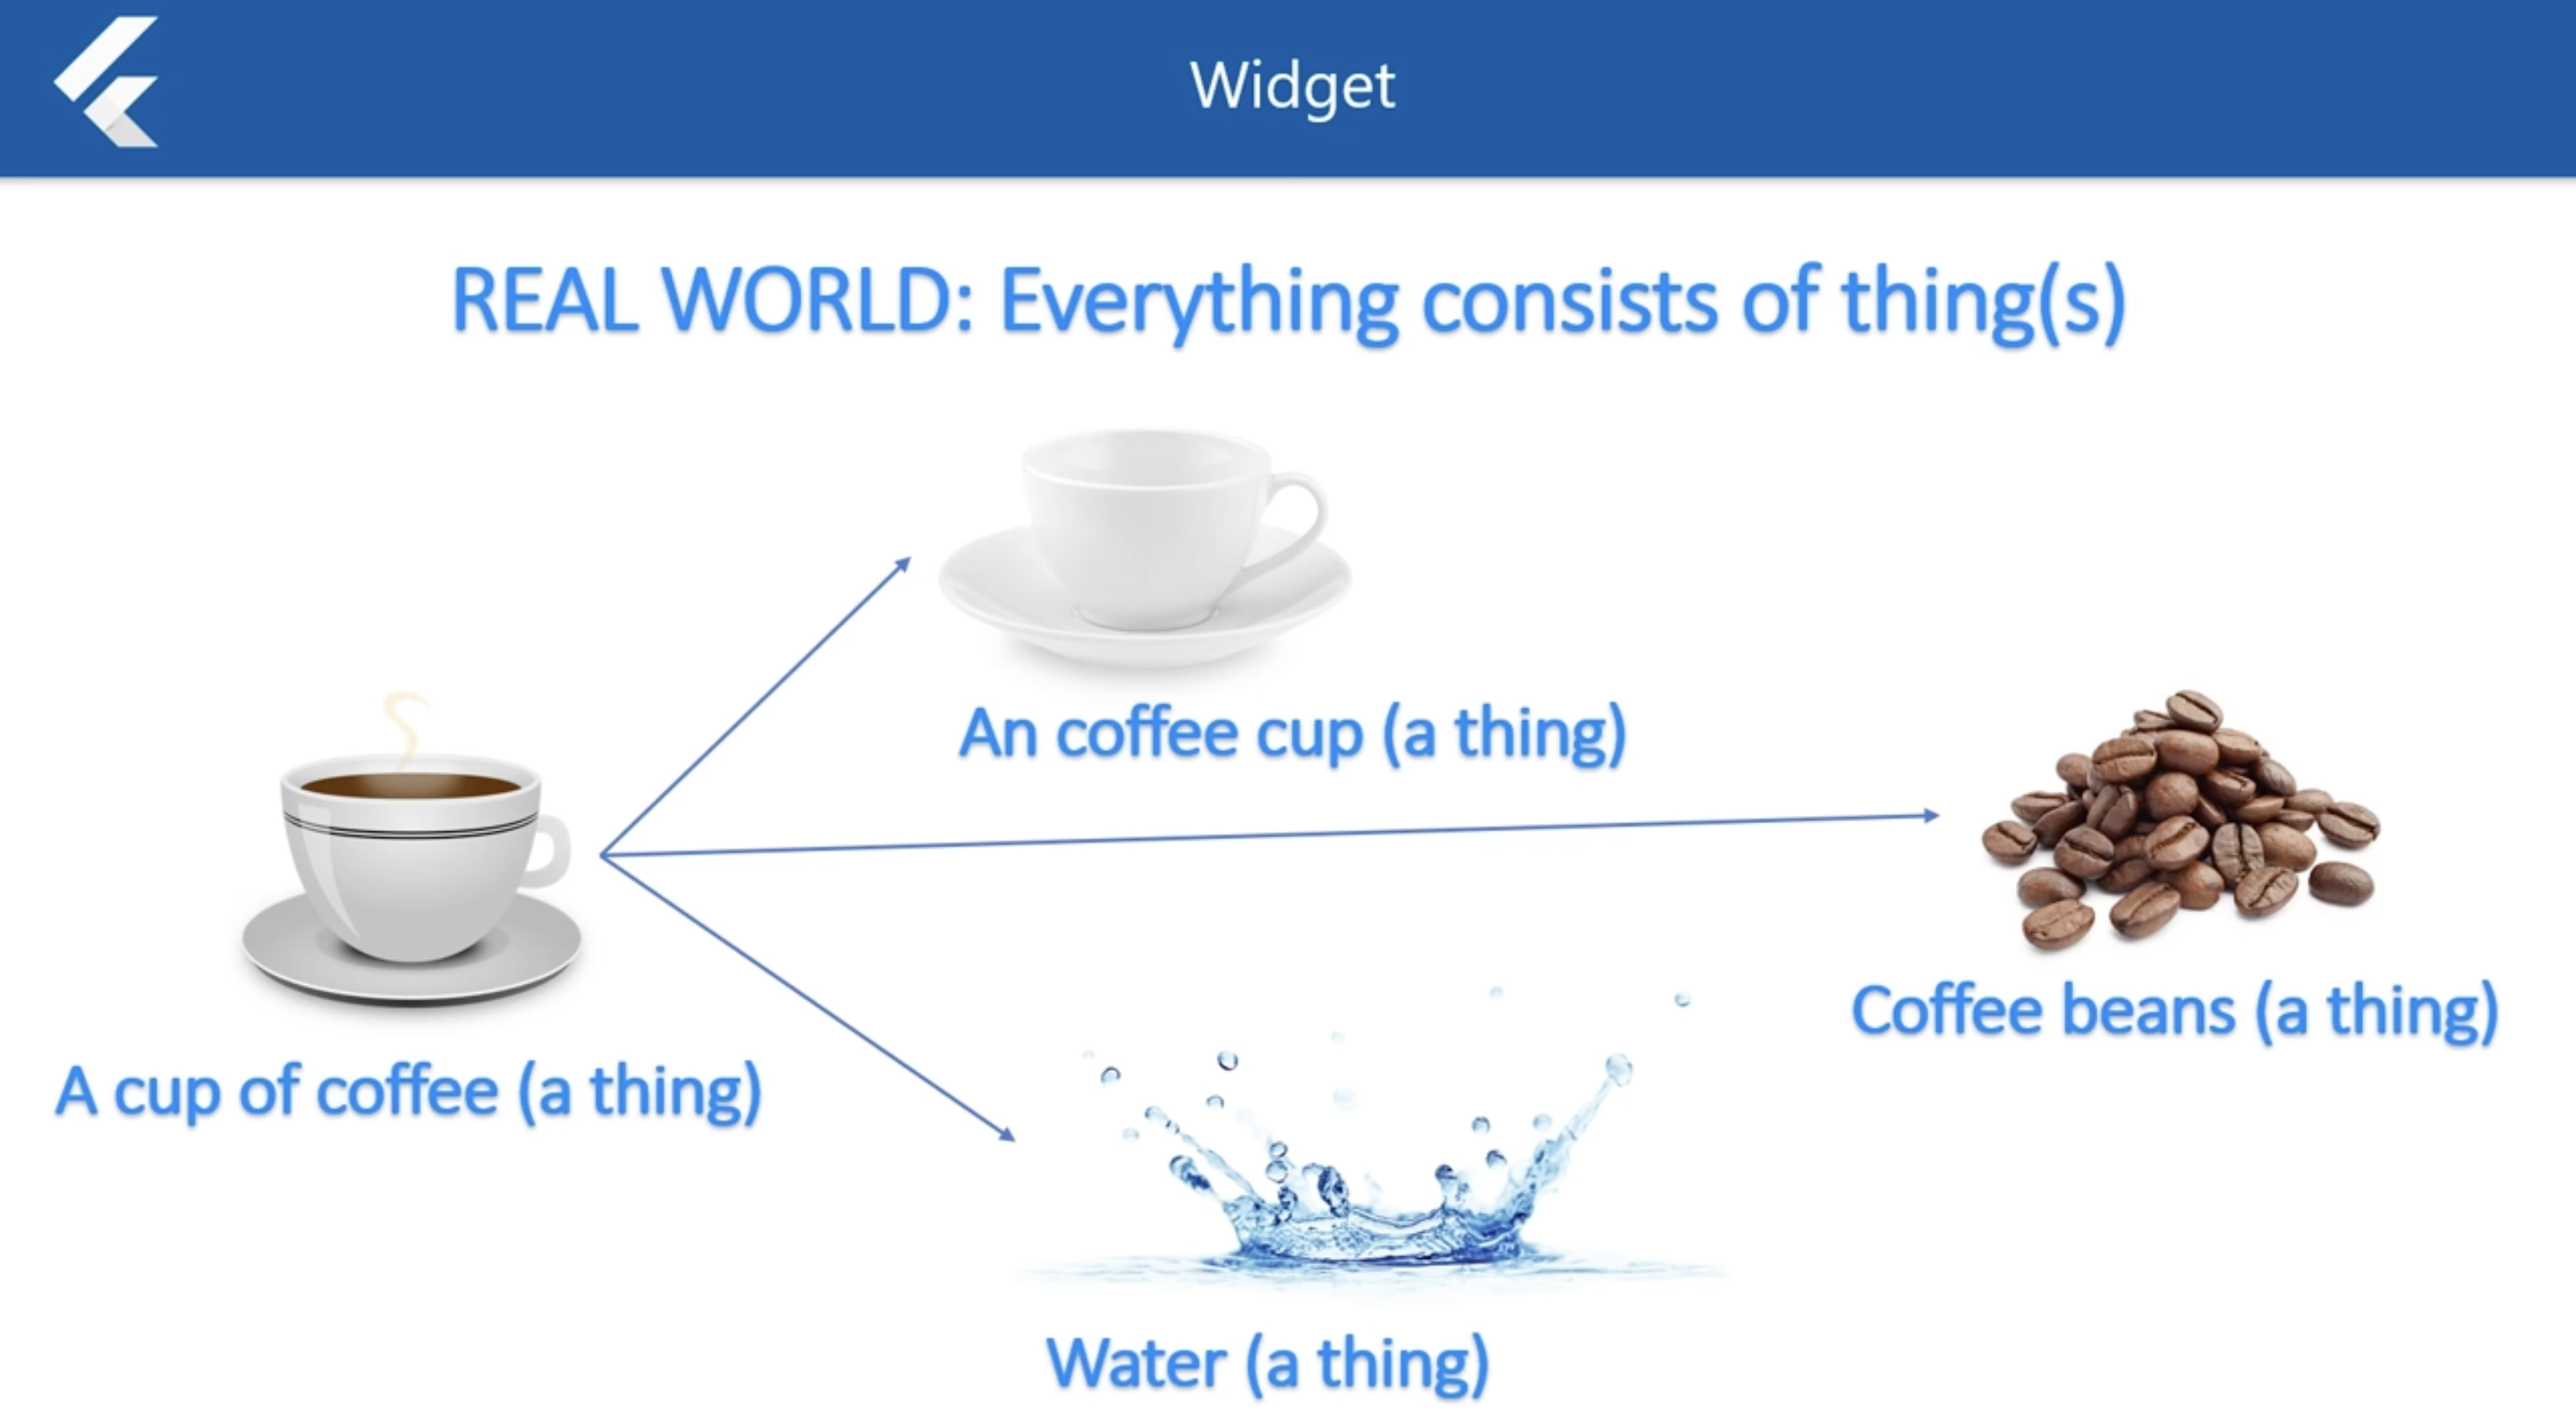 Widget
REAL WORLD: Everything consists of thing(s)
An coffee cup (a thing)
Coffee beans (a thing)
A cup of coffee (a thing)
Water (a thing)